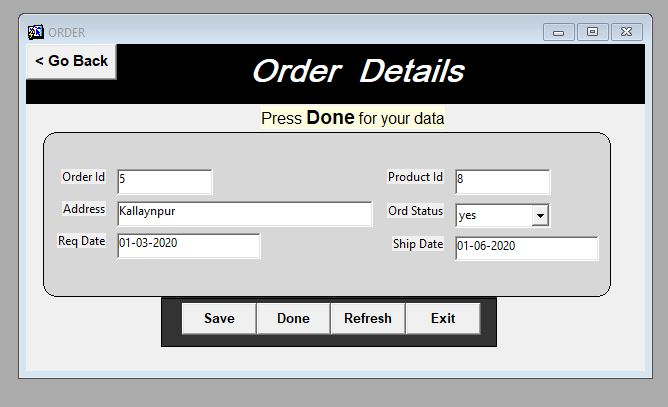 ORDER
< Go Back
Order Details
Press Done for your data
Order Id 5 Product Id 8
Address Kallaynpur Ord Status yes
Req Date 01-03-2020 Ship Date 01-06-2020
Save Done Refresh Exit